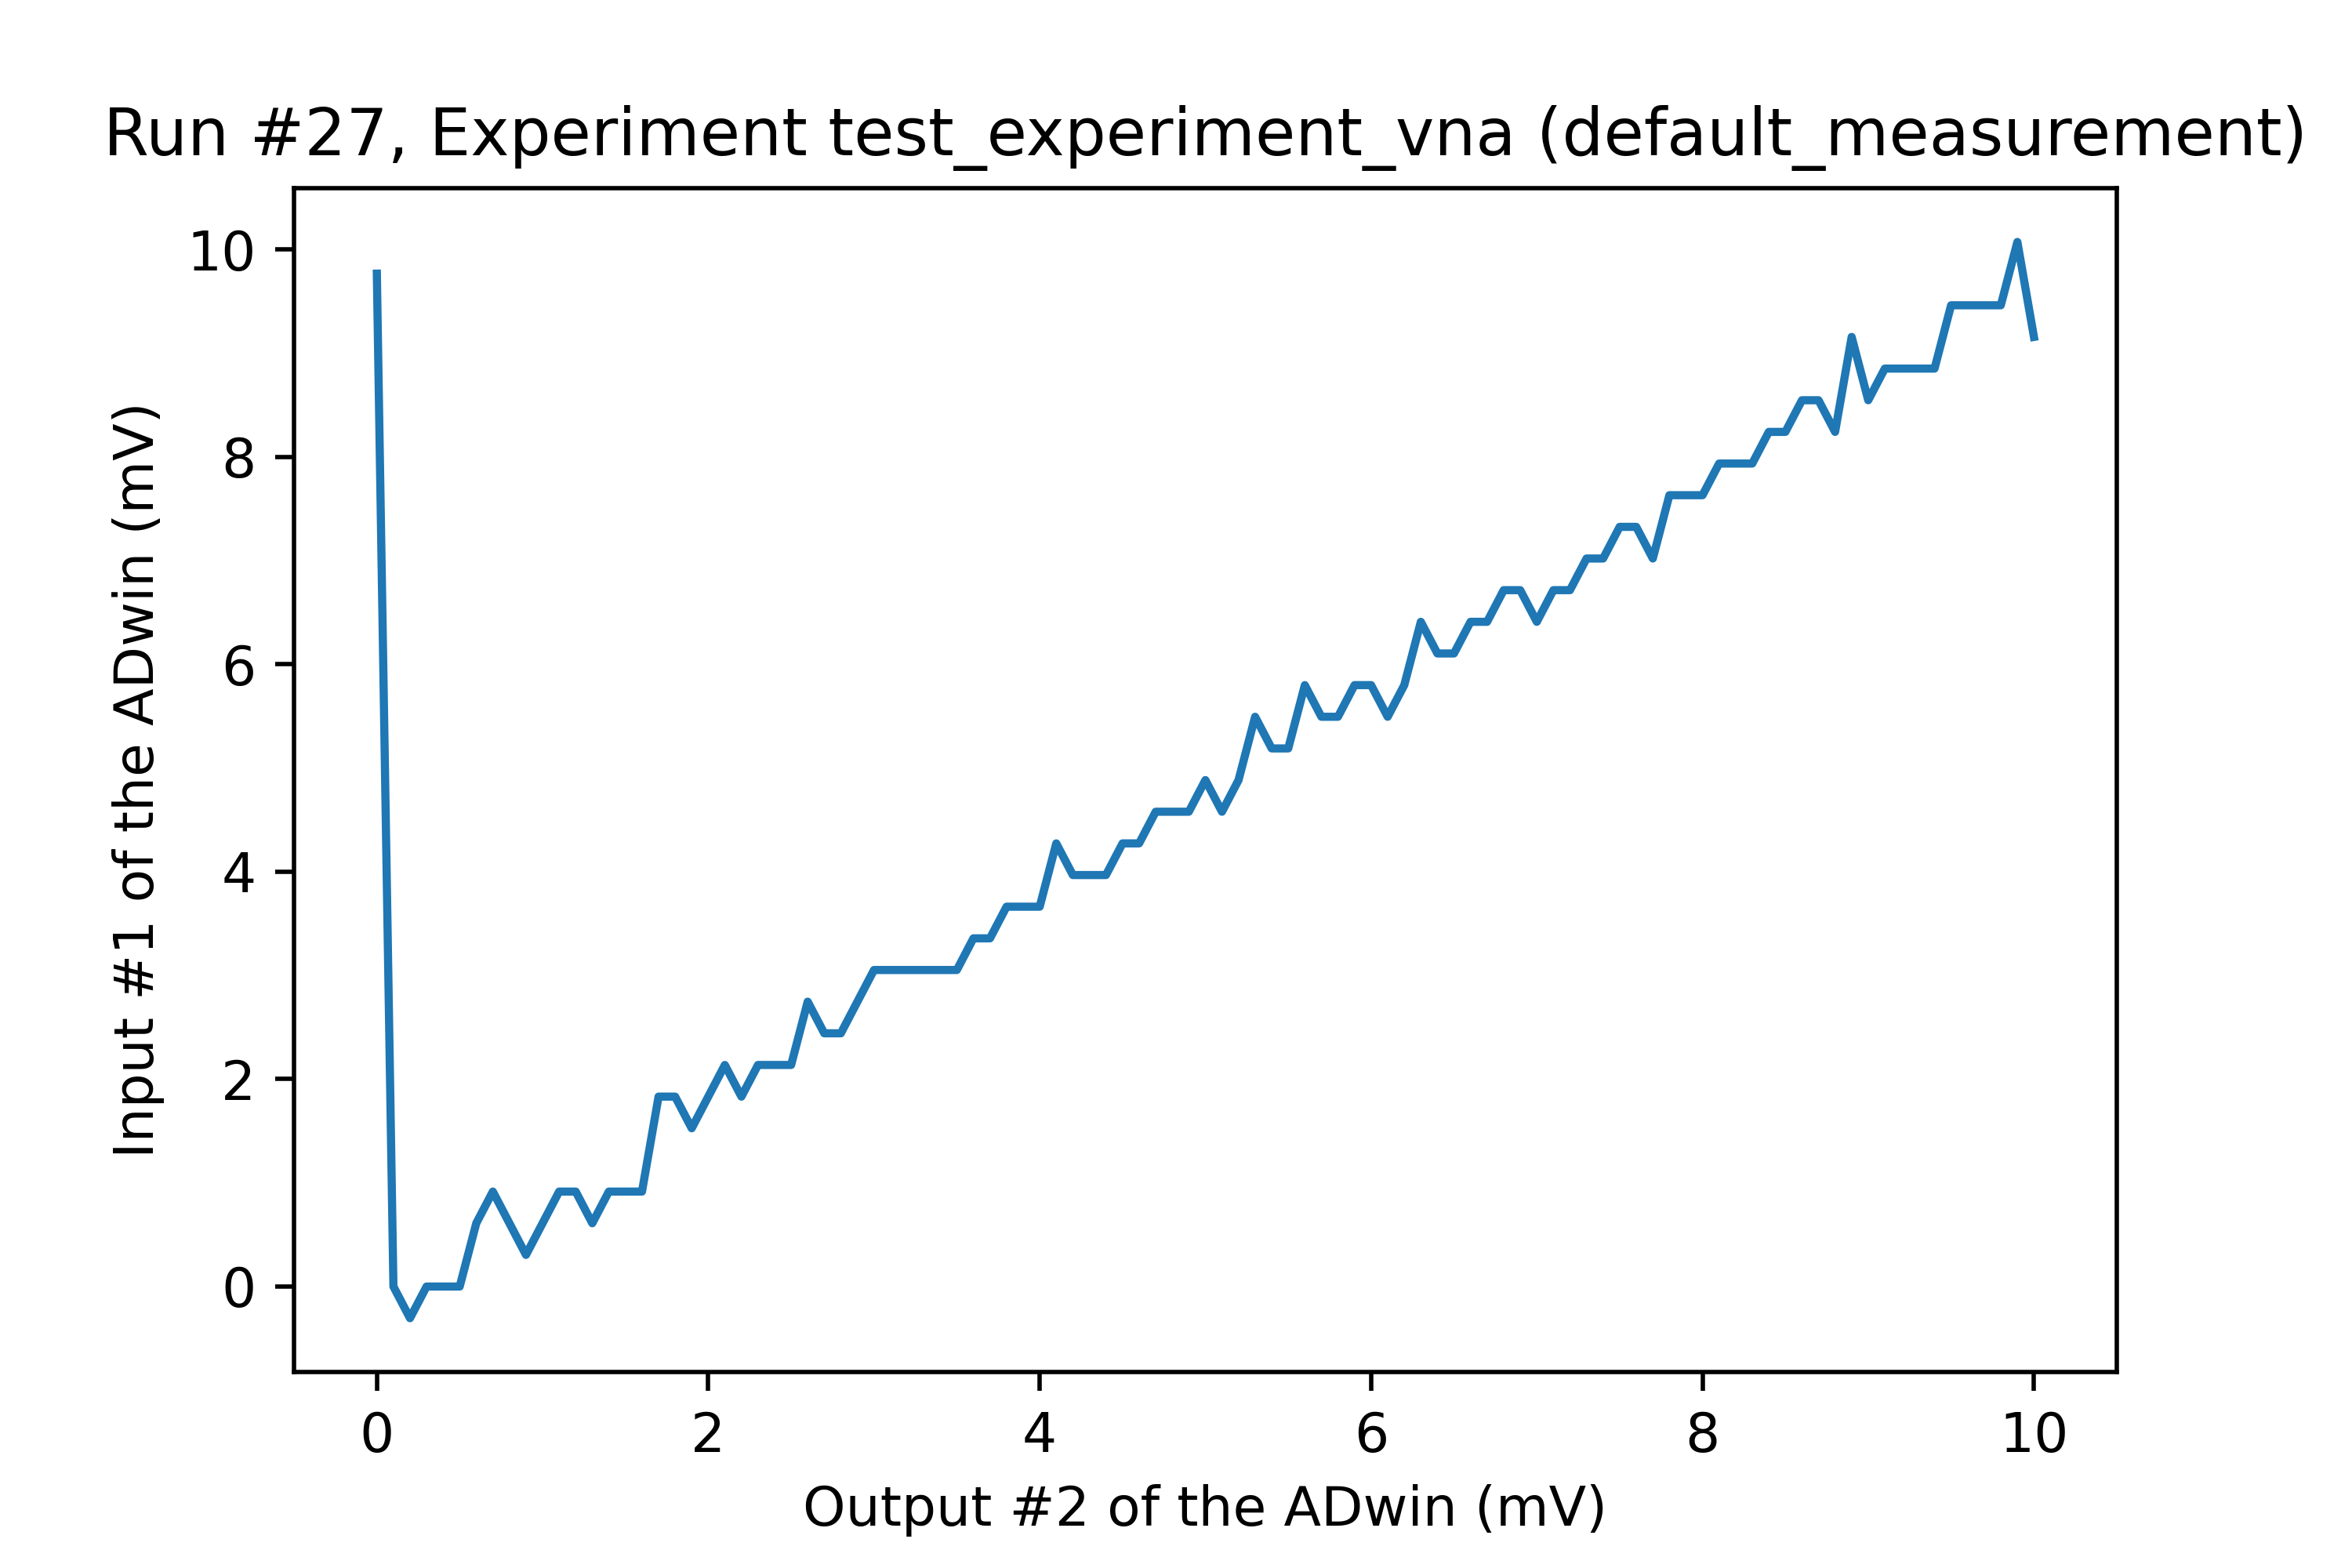 Run #27, Experiment test_experiment_vna (default_measurement)
Input #1 of the ADwin (mV)
10
8
6
4
2
0
0 2 4 6 8 10
Output #2 of the ADwin (mV)